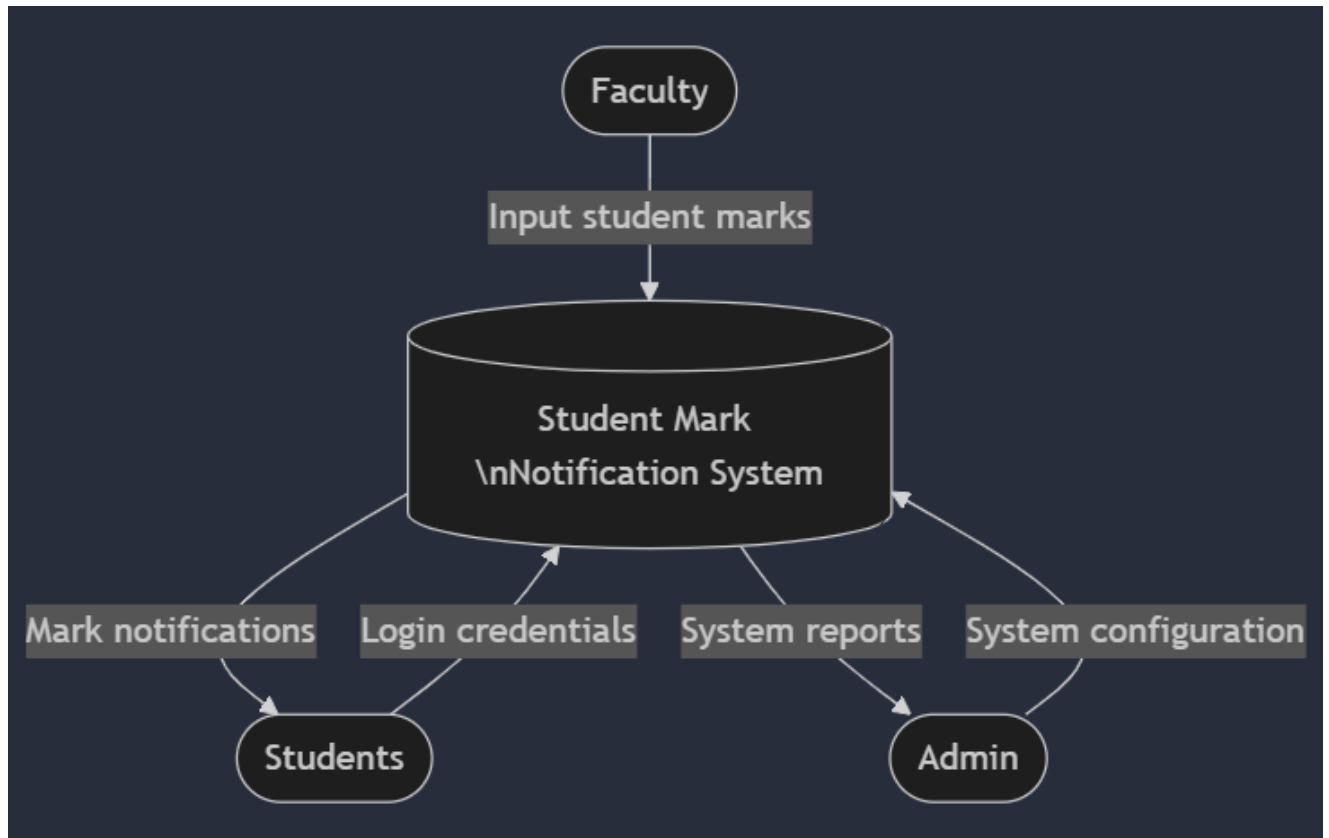 Faculty
Input student marks
Student Mark
\nNotification System
Mark notifications
Login credentials
System reports
System configuration
Students
Admin